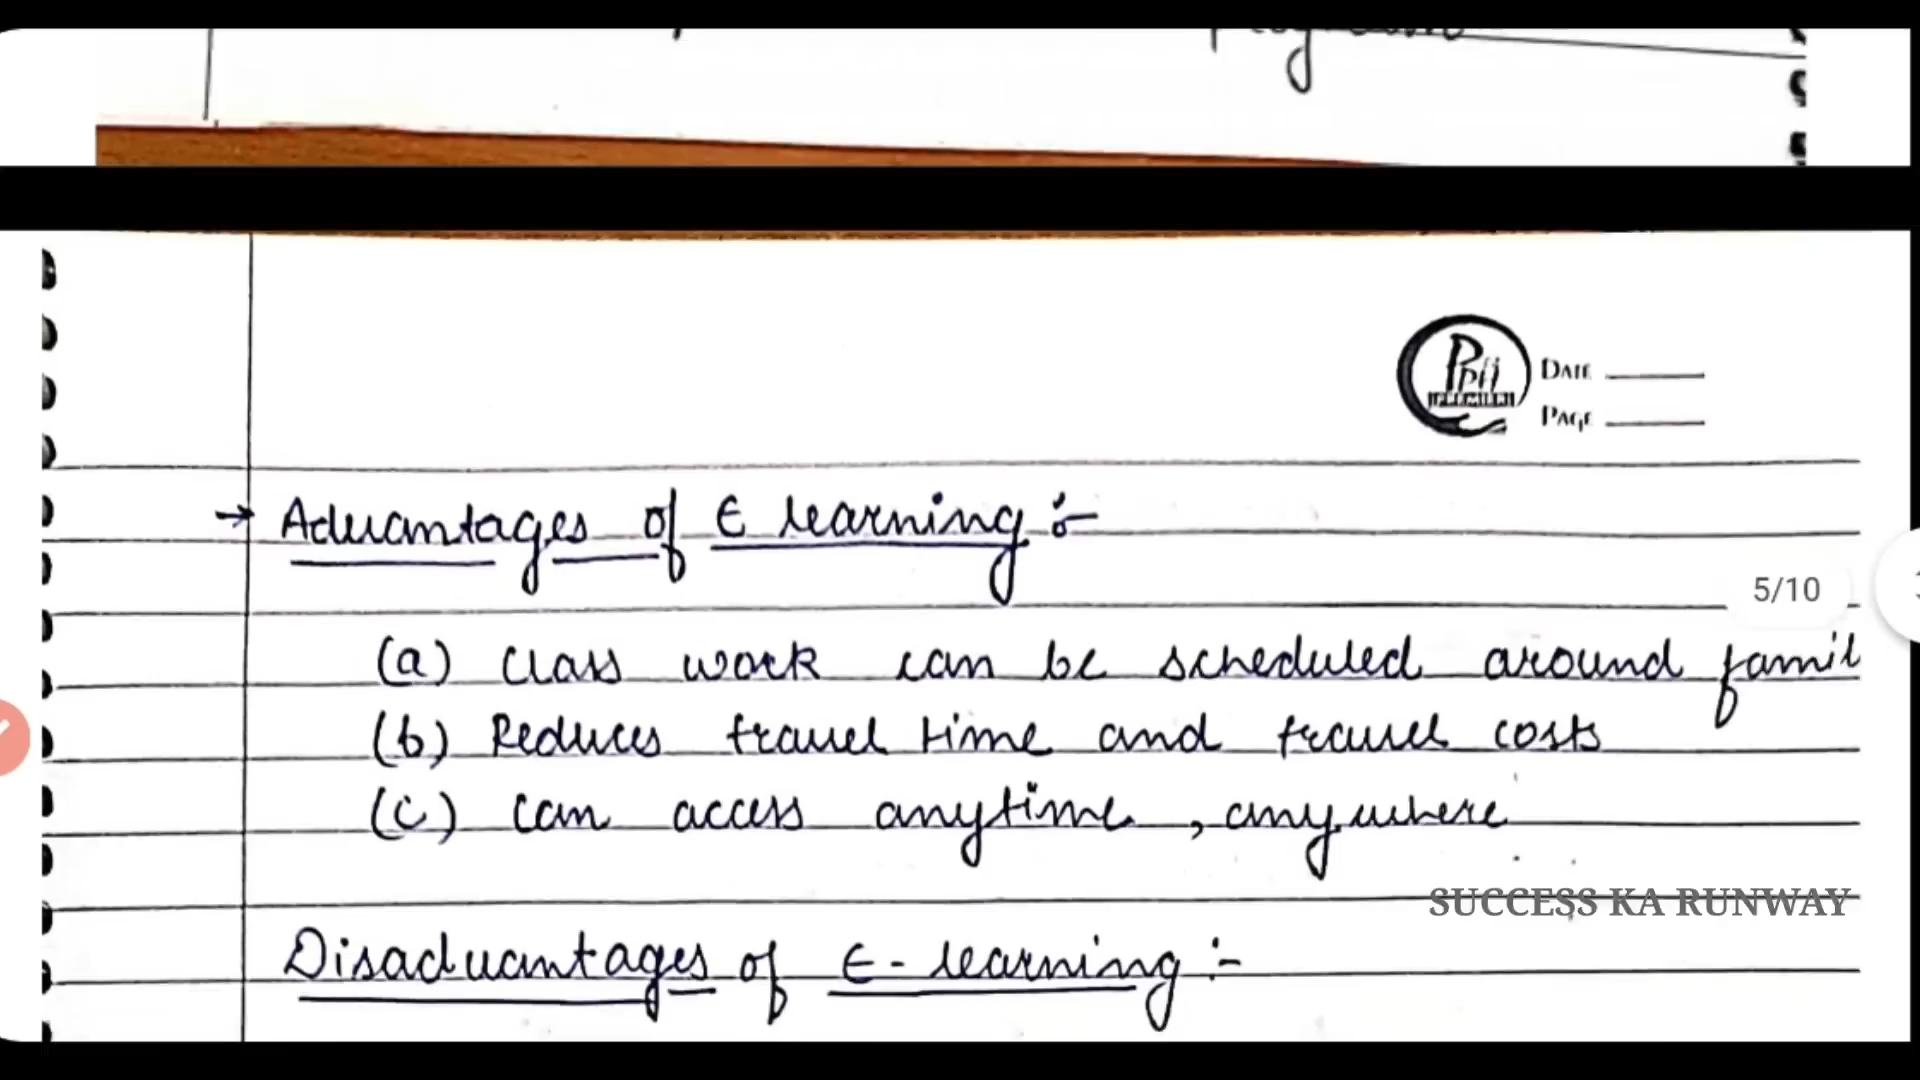 DATE
PAGE
→ Advantages of E learning :-
5/10
(a) Class work can be scheduled around famil
(b) Reduces travel time and travel costs
(c) can access anytime, anywhere
SUCCESS KA RUNWAY
Disadvantages of E-learning :-